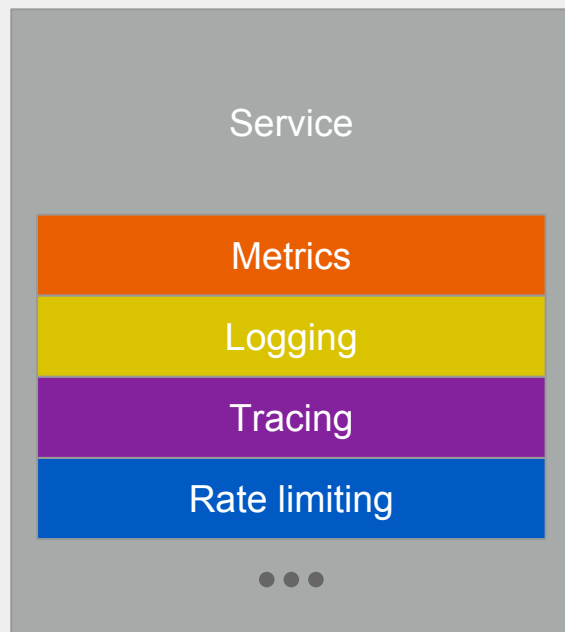 Service
Metrics
Logging
Tracing
Rate limiting